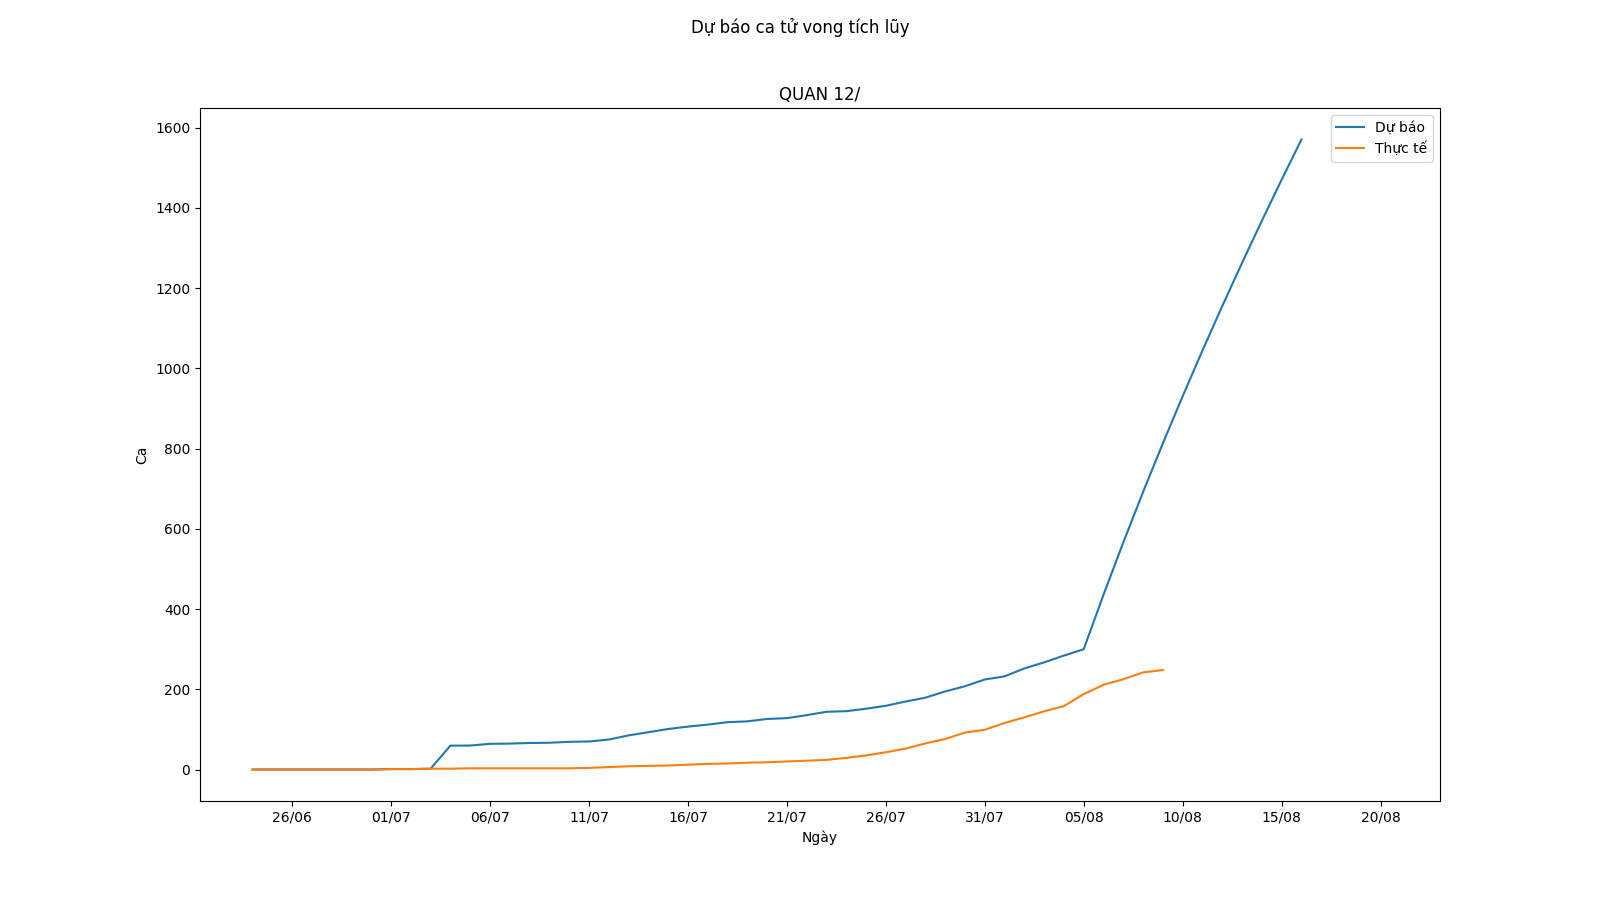 Dự báo ca tử vong tích lũy
QUAN 12/
Dự báo
Thực tế
1600
1400
1200
1000
800
600
400
200
0
Ca
26/06 01/07 06/07 11/07 16/07 21/07 26/07 31/07 05/08 10/08 15/08 20/08
Ngày